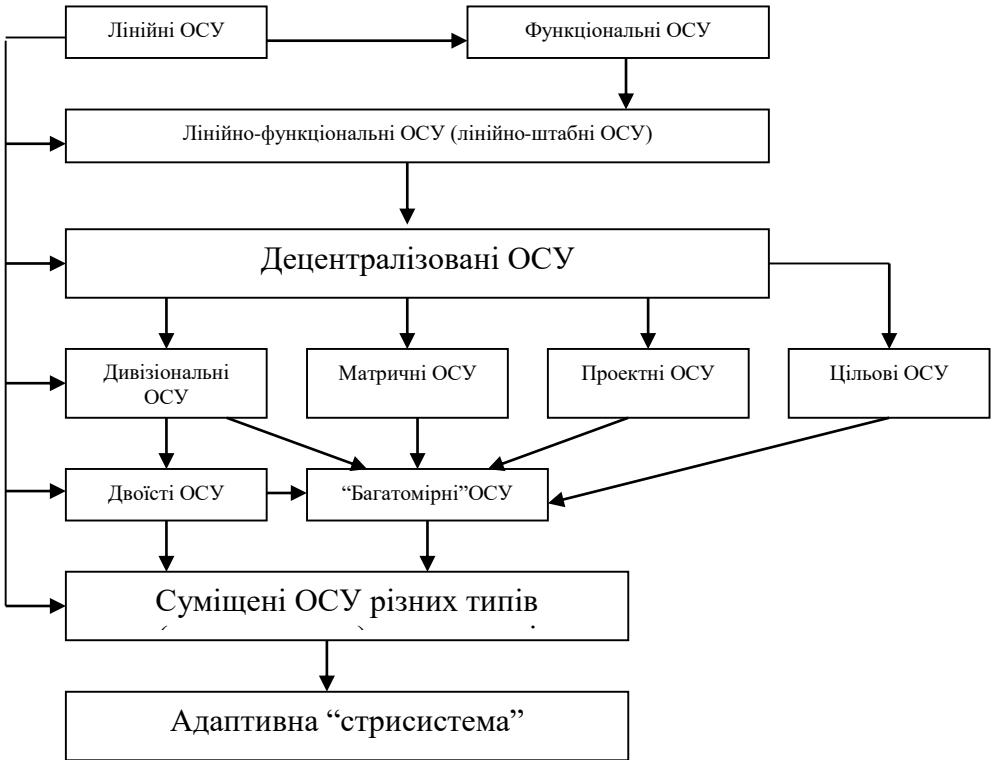 Лінійні ОСУ
Функціональні ОСУ
Лінійно-функціональні ОСУ (лінійно-штабні ОСУ)
Децентралізовані ОСУ
Дивізіональні
ОСУ
Матричні ОСУ
Проектні ОСУ
Цільові ОСУ
Двоїсті ОСУ
“Багатомірні”ОСУ
Суміщені ОСУ різних типів
Адаптивна “стрисистема”